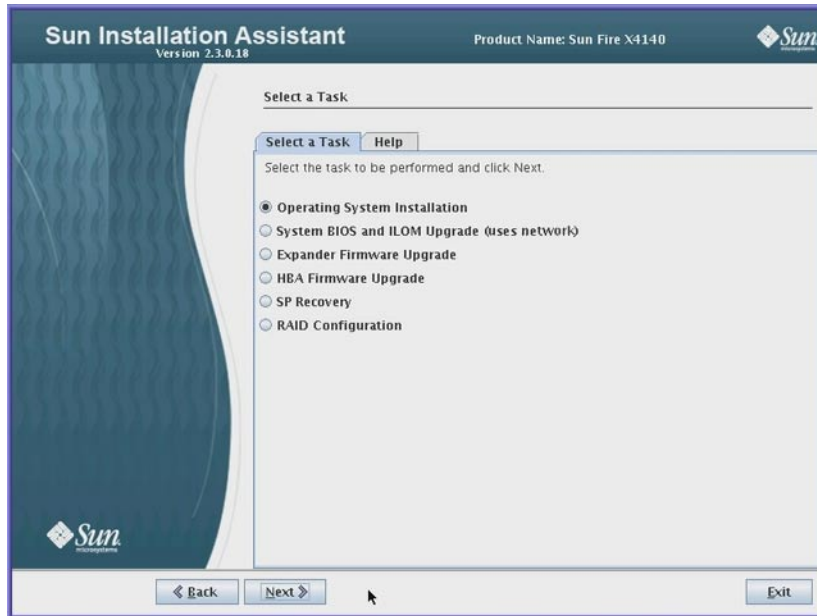 Sun Installation Assistant
Version 2.3.0.18
Product Name: Sun Fire X4140
Sun
microsystems
Select a Task
Select a Task
Help
Select the task to be performed and click Next.
Operating System Installation
System BIOS and ILOM Upgrade (uses network)
Expander Firmware Upgrade
HBA Firmware Upgrade
SP Recovery
RAID Configuration
Sun
microsystems
Back
Next
Exit